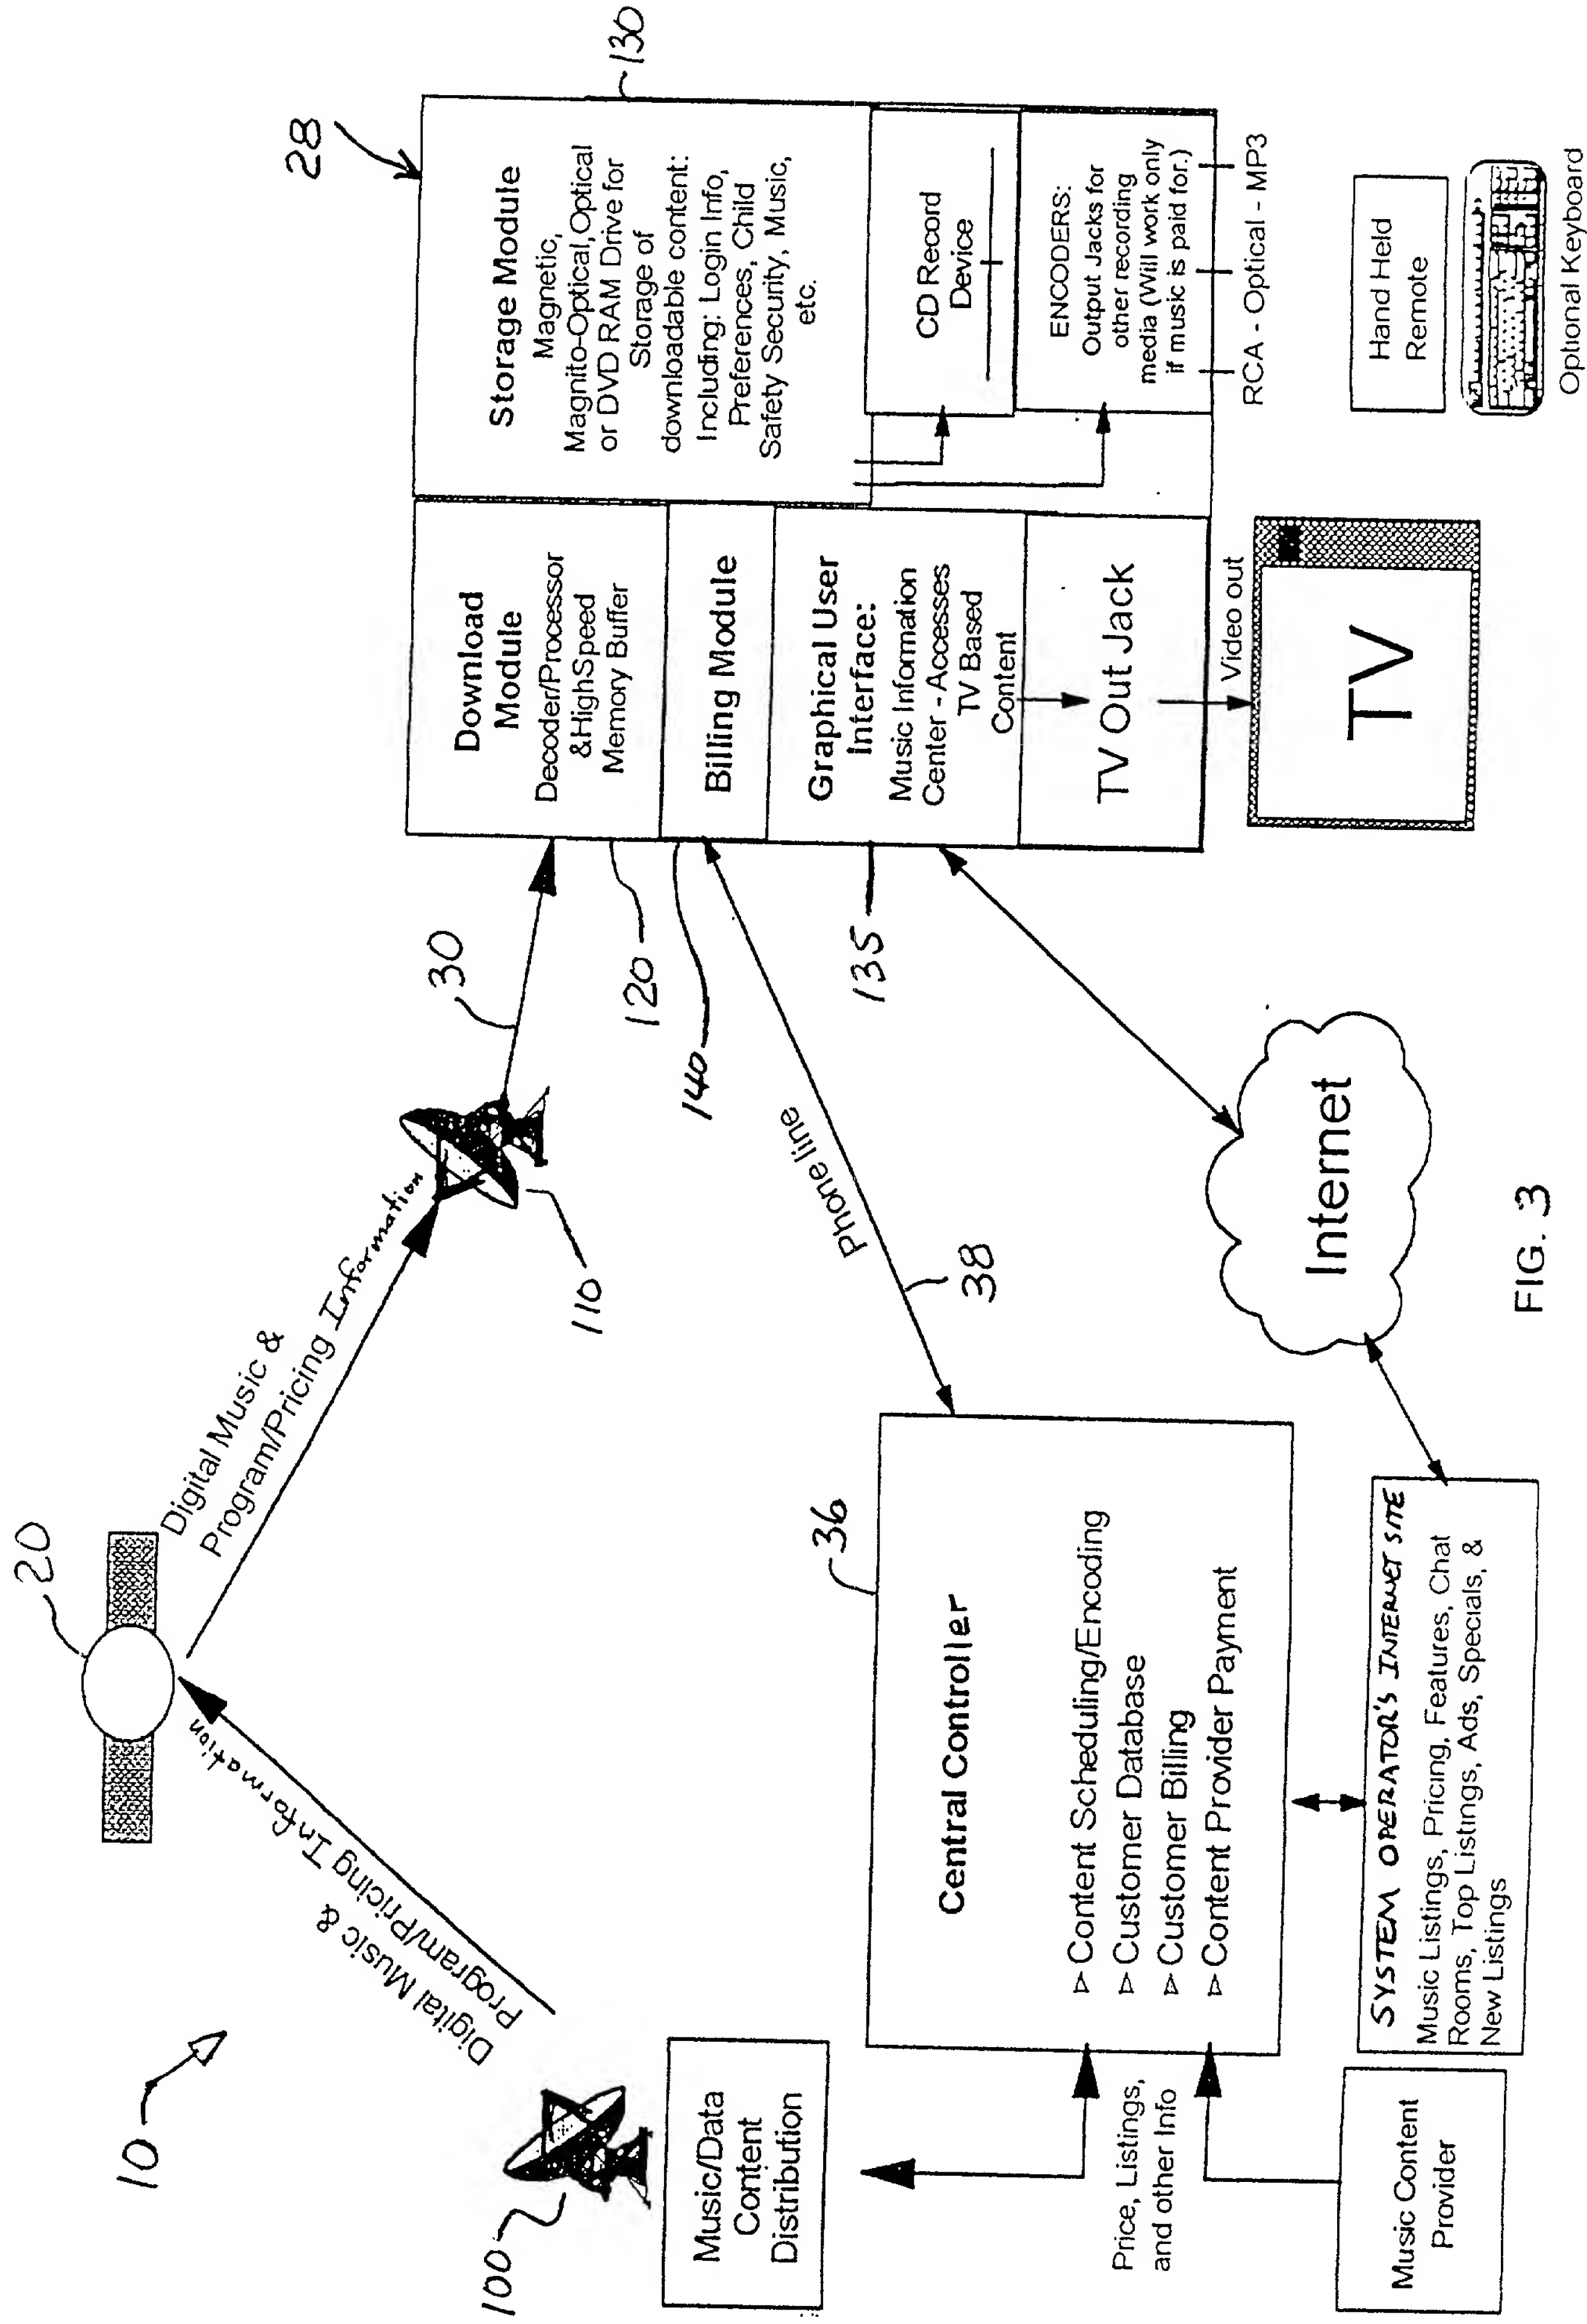 10
20
Digital Music &
Program/Pricing Information
Digital Music &
Program/Pricing Information
100
Music/Data
Content
Distribution
110
30
28
130
Download
Module
Decoder/Processor
&HighSpeed
Memory Buffer
120
Billing Module
140
Graphical User
Interface:
Music Information
Center - Accesses
TV Based
Content
135
TV Out Jack
Video out
TV
Storage Module
Magnetic,
Magnito-Optical,Optical
or DVD RAM Drive for
Storage of
downloadable content:
Including: Login Info,
Preferences, Child
Safety Security, Music,
etc.
CD Record
Device
ENCODERS:
Output Jacks for
other recording
media (Will work only
if music is paid for.)
RCA - Optical - MP3
Hand Held
Remote
Optional Keyboard
Phone line
38
36
Central Controller
▻ Content Scheduling/Encoding
▻ Customer Database
▻ Customer Billing
▻ Content Provider Payment
Price, Listings,
and other Info
Music Content
Provider
SYSTEM OPERATOR'S INTERNET SITE
Music Listings, Pricing, Features, Chat
Rooms, Top Listings, Ads, Specials, &
New Listings
Internet
FIG. 3